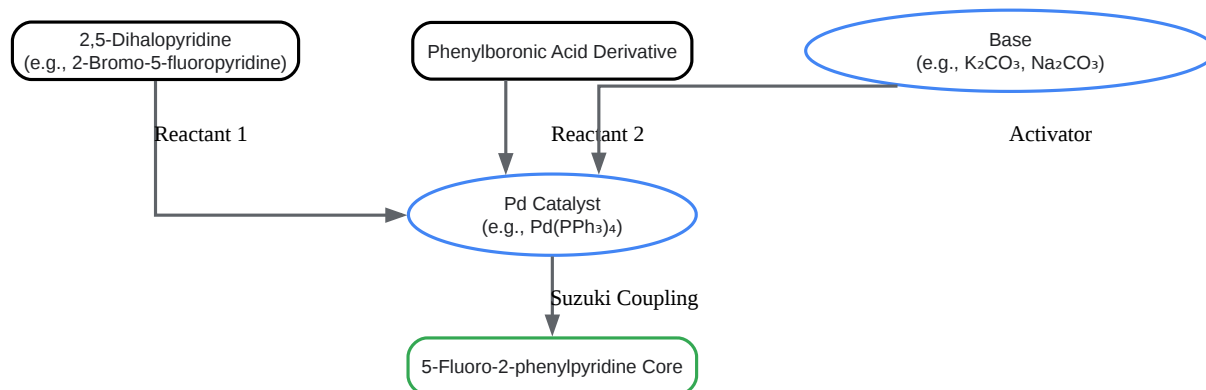 2,5-Dihalopyridine
(e.g., 2-Bromo-5-fluoropyridine)
Phenylboronic Acid Derivative
Base
(e.g., K₂CO₃, Na₂CO₃)
Reactant 1
Reactant 2
Activator
Pd Catalyst
(e.g., Pd(PPh₃)₄)
Suzuki Coupling
5-Fluoro-2-phenylpyridine Core